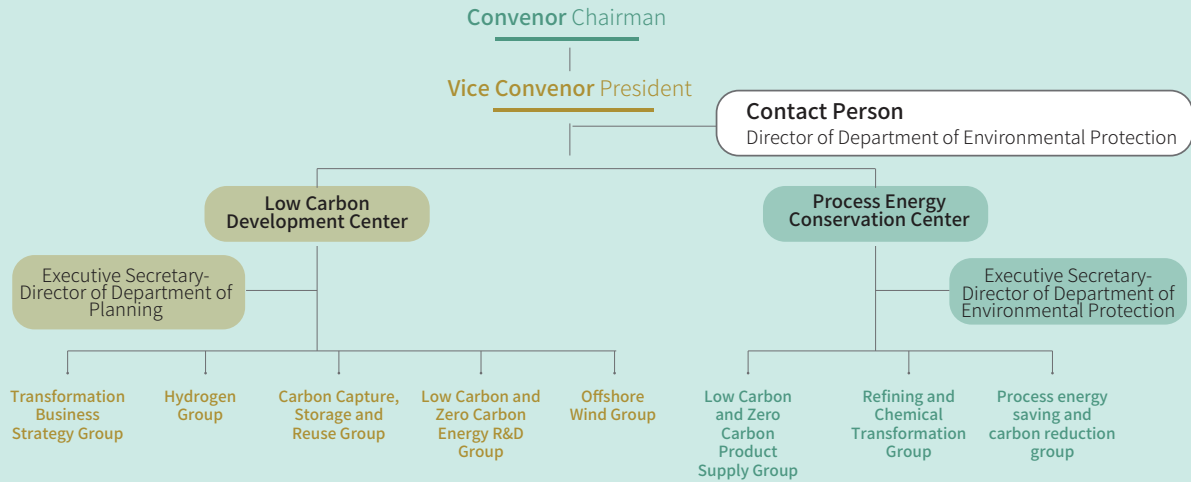 Convenor Chairman
Vice Convenor President
Contact Person
Director of Department of Environmental Protection
Low Carbon
Development Center
Process Energy
Conservation Center
Executive Secretary-
Director of Department of
Planning
Executive Secretary-
Director of Department of
Environmental Protection
Transformation
Business
Strategy Group
Hydrogen
Group
Carbon Capture,
Storage and
Reuse Group
Low Carbon and
Zero Carbon
Energy R&D
Group
Offshore
Wind Group
Low Carbon
and Zero
Carbon
Product
Supply Group
Refining and
Chemical
Transformation
Group
Process energy
saving and
carbon reduction
group